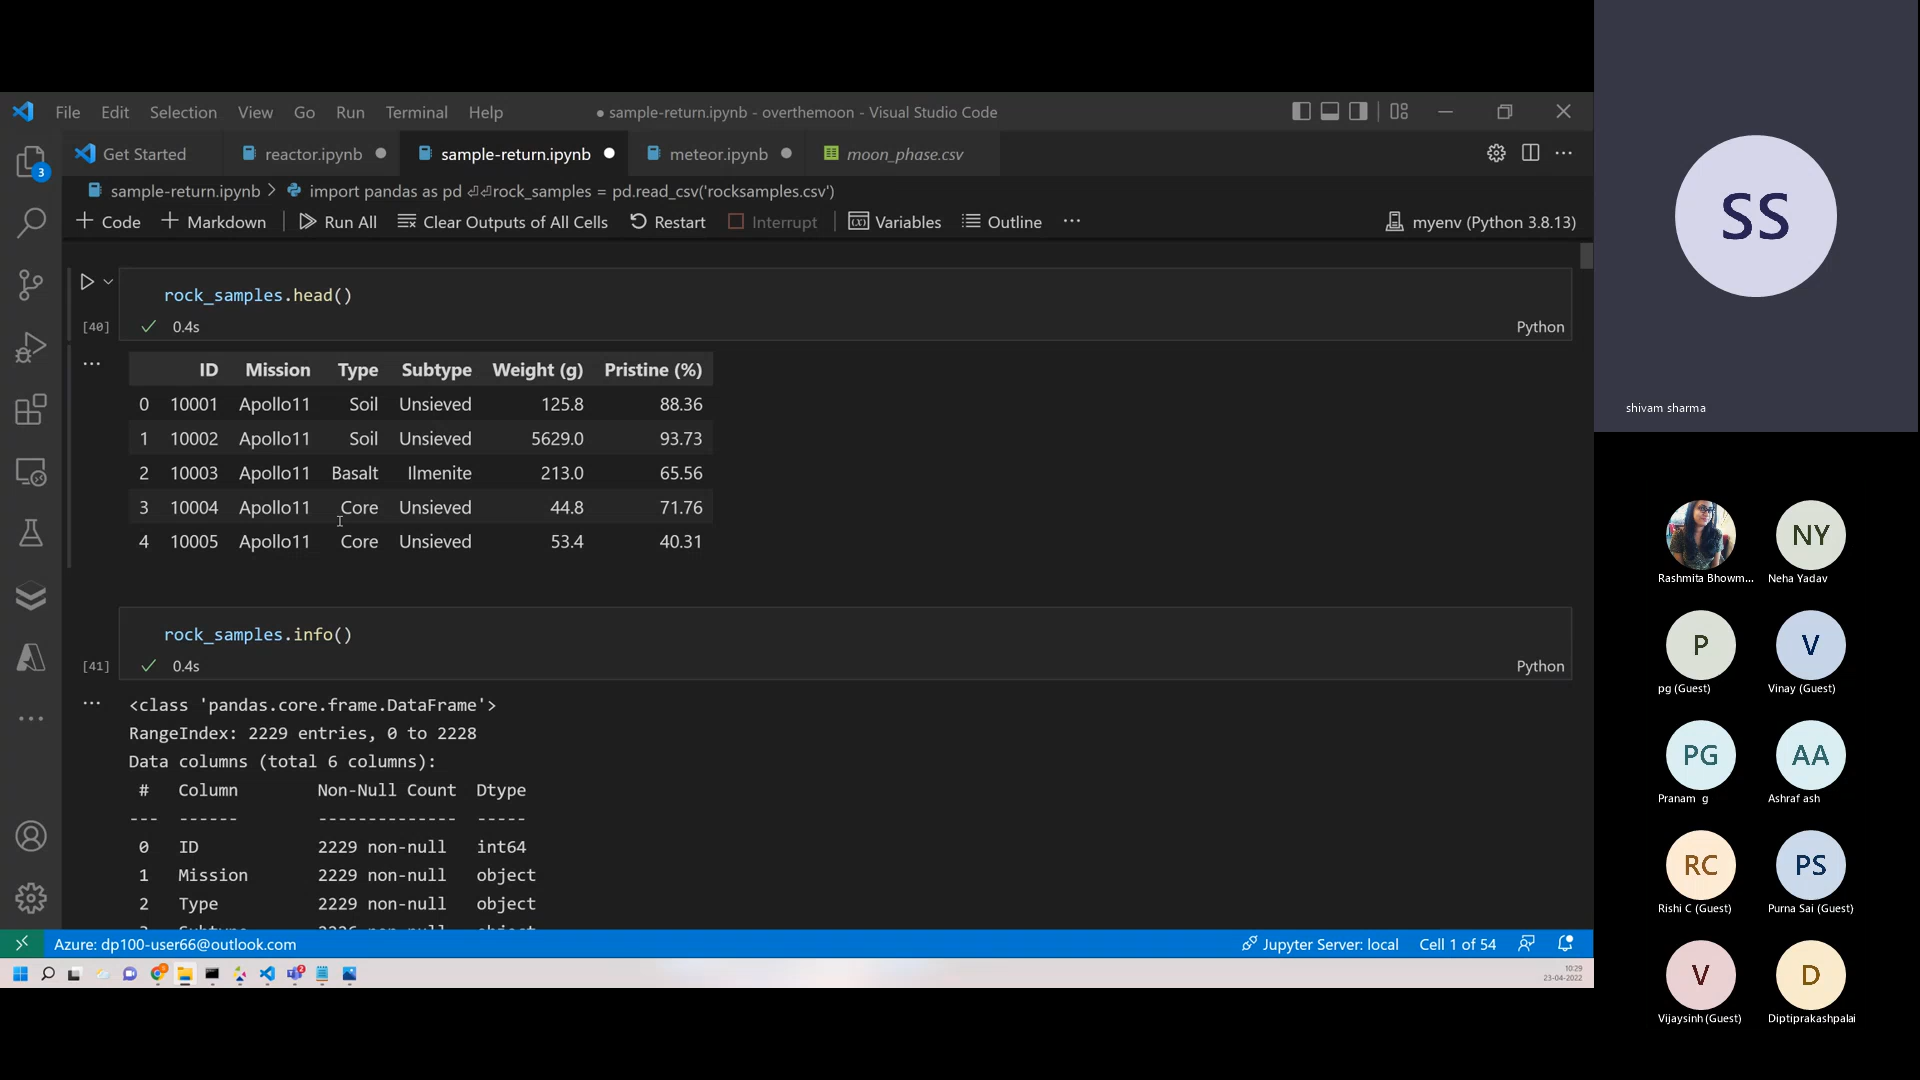 File Edit Selection View Go Run Terminal Help
● sample-return.ipynb - overthemoon - Visual Studio Code
Get Started reactor.ipynb sample-return.ipynb meteor.ipynb moon_phase.csv
3
sample-return.ipynb > import pandas as pd ⏎⏎rock_samples = pd.read_csv('rocksamples.csv')
+ Code + Markdown Run All Clear Outputs of All Cells Restart Interrupt Variables Outline ··· myenv (Python 3.8.13)
rock_samples.head()
[40] 0.4s Python
ID Mission Type Subtype Weight (g) Pristine (%)
0 10001 Apollo11 Soil Unsieved 125.8 88.36
1 10002 Apollo11 Soil Unsieved 5629.0 93.73
2 10003 Apollo11 Basalt Ilmenite 213.0 65.56
3 10004 Apollo11 Core Unsieved 44.8 71.76
4 10005 Apollo11 Core Unsieved 53.4 40.31
rock_samples.info()
[41] 0.4s Python
<class 'pandas.core.frame.DataFrame'>
RangeIndex: 2229 entries, 0 to 2228
Data columns (total 6 columns):
# Column Non-Null Count Dtype
--- ------ -------------- -----
0 ID 2229 non-null int64
1 Mission 2229 non-null object
2 Type 2229 non-null object
Azure: dp100-user66@outlook.com Jupyter Server: local Cell 1 of 54
10:29
23-04-2022
SS
shivam sharma
NY
Rashmita Bhowm... Neha Yadav
P V
pg (Guest) Vinay (Guest)
PG AA
Pranam g Ashraf ash
RC PS
Rishi C (Guest) Purna Sai (Guest)
V D
Vijaysinh (Guest) Diptiprakashpalai